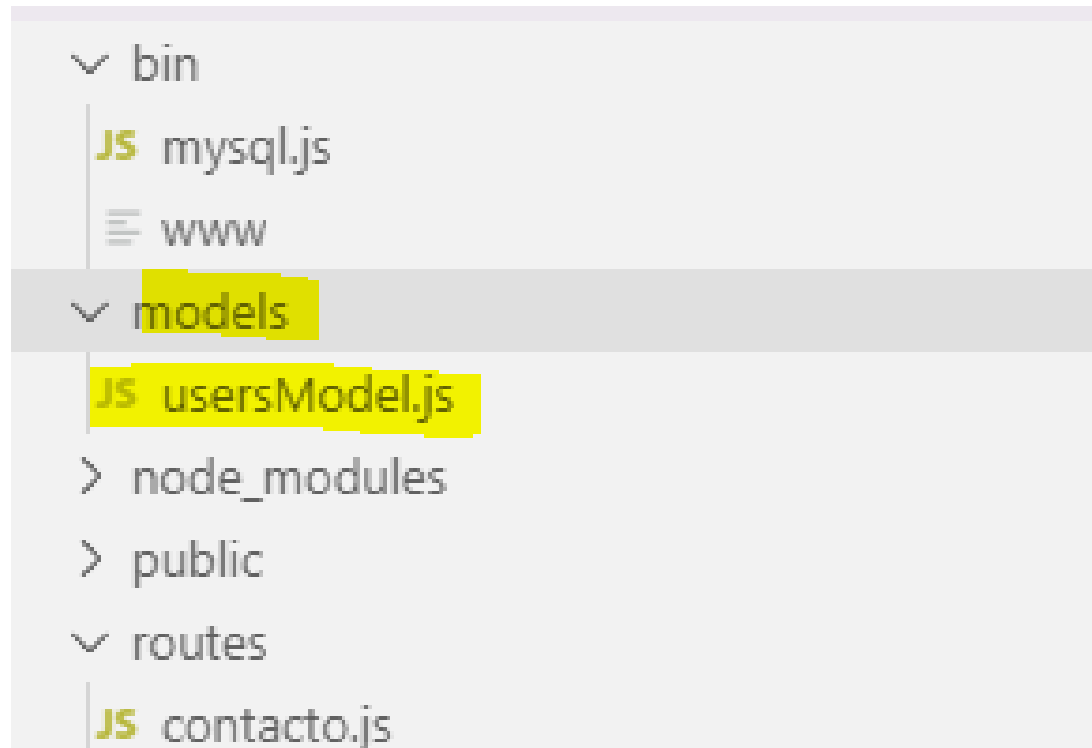 bin
JS mysql.js
www
models
JS usersModel.js
node_modules
public
routes
JS contacto.js